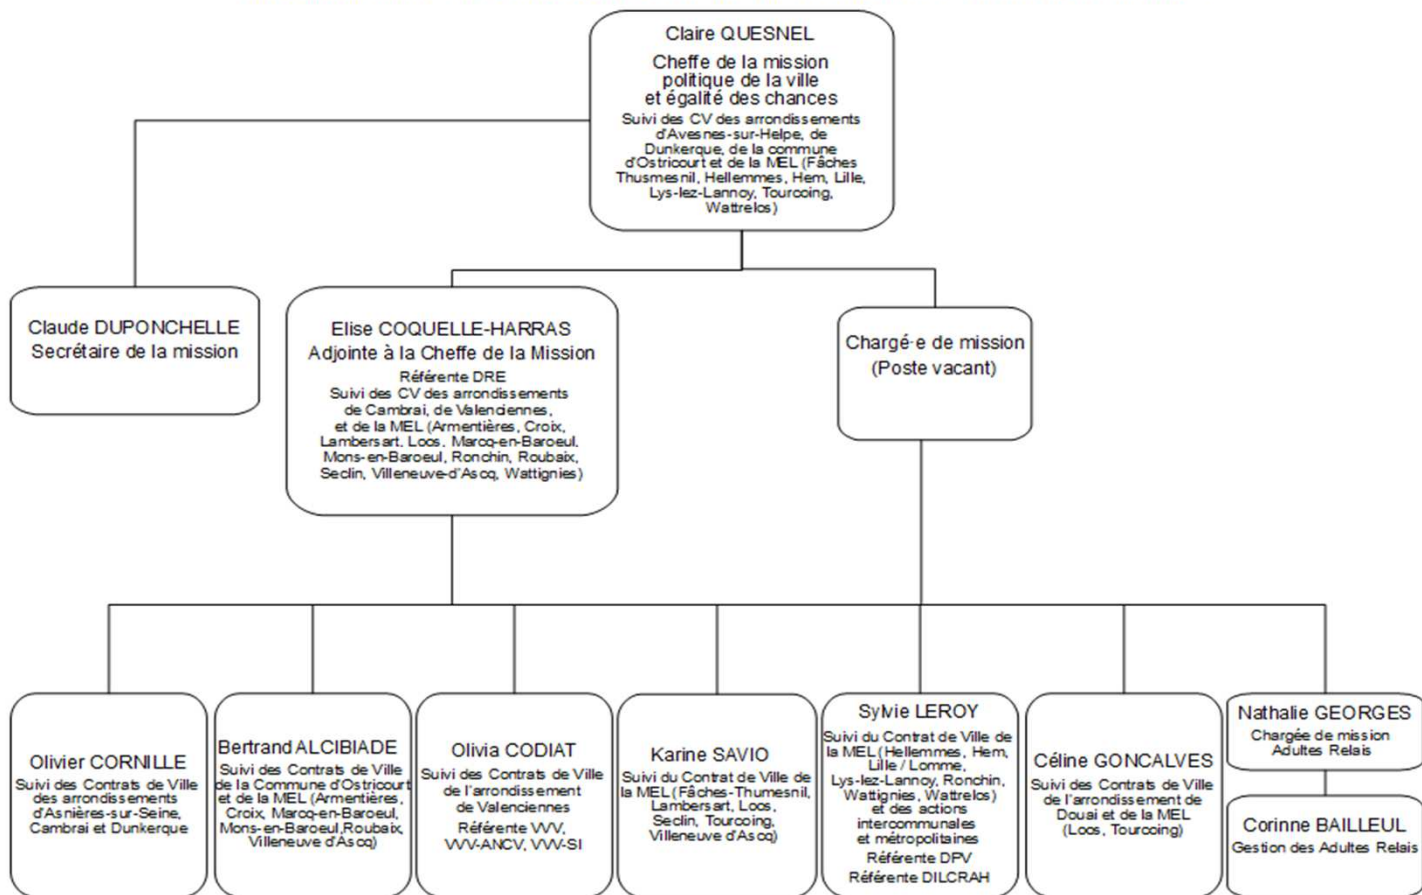 Claire QUESNEL
Cheffe de la mission
politique de la ville
et égalité des chances
Suivi des CV des arrondissements
d'Avesnes-sur-Helpe, de
Dunkerque, de la commune
d'Ostricourt et de la MEL (Fâches
Thusmesnil, Hellemmes, Hem, Lille,
Lys-lez-Lannoy, Tourcoing,
Wattrelos)
Claude DUPONCHELLE
Secrétaire de la mission
Elise COQUELLE-HARRAS
Adjointe à la Cheffe de la Mission
Référente DRE
Suivi des CV des arrondissements
de Cambrai, de Valenciennes,
et de la MEL (Armentières, Croix,
Lambersart, Loos, Marcq-en-Baroeul,
Mons-en-Baroeul, Ronchin, Roubaix,
Seclin, Villeneuve-d'Ascq, Wattignies)
Chargé·e de mission
(Poste vacant)
Olivier CORNILLE
Suivi des Contrats de Ville
des arrondissements
d'Asnières-sur-Seine,
Cambrai et Dunkerque
Bertrand ALCIBIADE
Suivi des Contrats de Ville
de la Commune d'Ostricourt
et de la MEL (Armentières,
Croix, Marcq-en-Baroeul,
Mons-en-Baroeul,Roubaix,
Villeneuve d'Ascq)
Olivia CODIAT
Suivi des Contrats de Ville
de l'arrondissement
de Valenciennes
Référente VVV,
VVV-ANCV, VVV-SI
Karine SAVIO
Suivi du Contrat de Ville de
la MEL (Fâches-Thumesnil,
Lambersart, Loos,
Seclin, Tourcoing,
Villeneuve d'Ascq)
Sylvie LEROY
Suivi du Contrat de Ville de
la MEL (Hellemmes, Hem,
Lille / Lomme,
Lys-lez-Lannoy, Ronchin,
Wattignies, Wattrelos)
et des actions
intercommunales
et métropolitaines
Référente DPV
Référente DILCRAH
Céline GONCALVES
Suivi des Contrats de Ville
de l'arrondissement de
Douai et de la MEL
(Loos, Tourcoing)
Nathalie GEORGES
Chargée de mission
Adultes Relais
Corinne BAILLEUL
Gestion des Adultes Relais